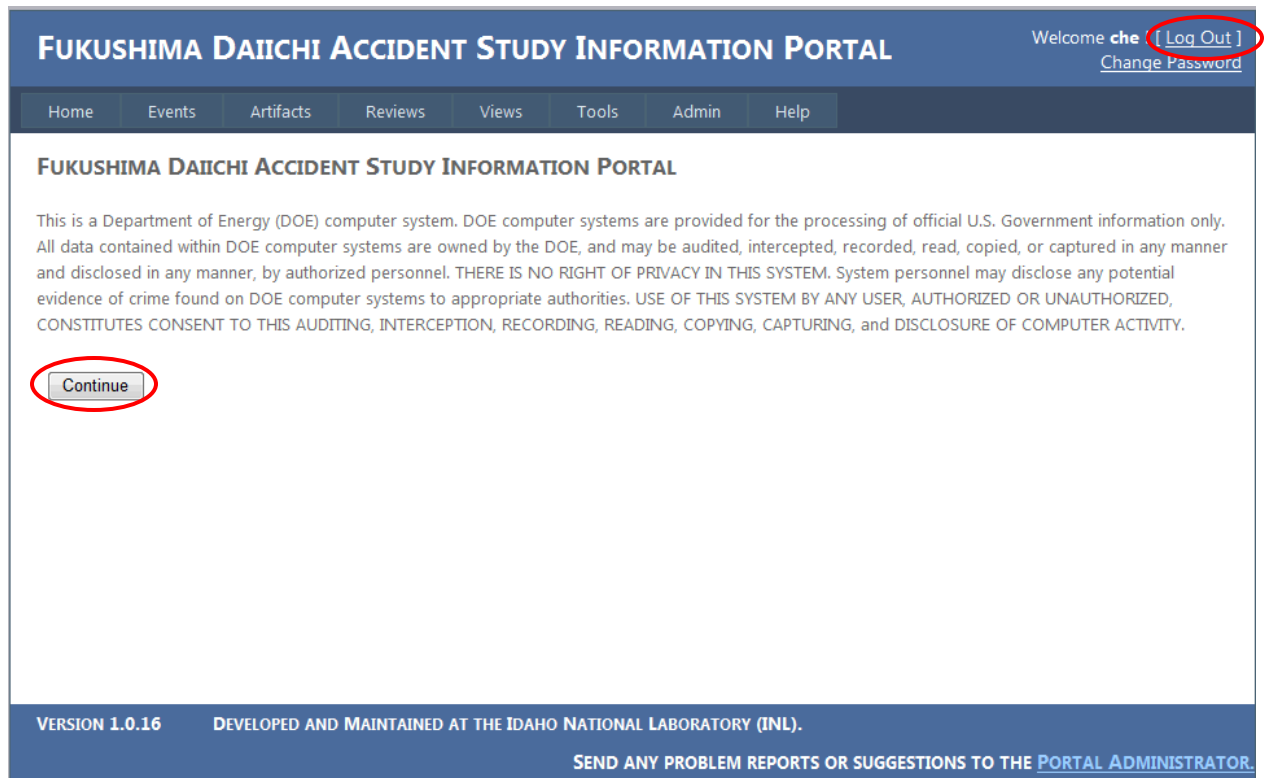 FUKUSHIMA DAIICHI ACCIDENT STUDY INFORMATION PORTAL
Welcome che [ Log Out ]
Change Password
Home Events Artifacts Reviews Views Tools Admin Help
FUKUSHIMA DAIICHI ACCIDENT STUDY INFORMATION PORTAL
This is a Department of Energy (DOE) computer system. DOE computer systems are provided for the processing of official U.S. Government information only.
All data contained within DOE computer systems are owned by the DOE, and may be audited, intercepted, recorded, read, copied, or captured in any manner
and disclosed in any manner, by authorized personnel. THERE IS NO RIGHT OF PRIVACY IN THIS SYSTEM. System personnel may disclose any potential
evidence of crime found on DOE computer systems to appropriate authorities. USE OF THIS SYSTEM BY ANY USER, AUTHORIZED OR UNAUTHORIZED,
CONSTITUTES CONSENT TO THIS AUDITING, INTERCEPTION, RECORDING, READING, COPYING, CAPTURING, and DISCLOSURE OF COMPUTER ACTIVITY.
Continue
VERSION 1.0.16 DEVELOPED AND MAINTAINED AT THE IDAHO NATIONAL LABORATORY (INL).
SEND ANY PROBLEM REPORTS OR SUGGESTIONS TO THE PORTAL ADMINISTRATOR.